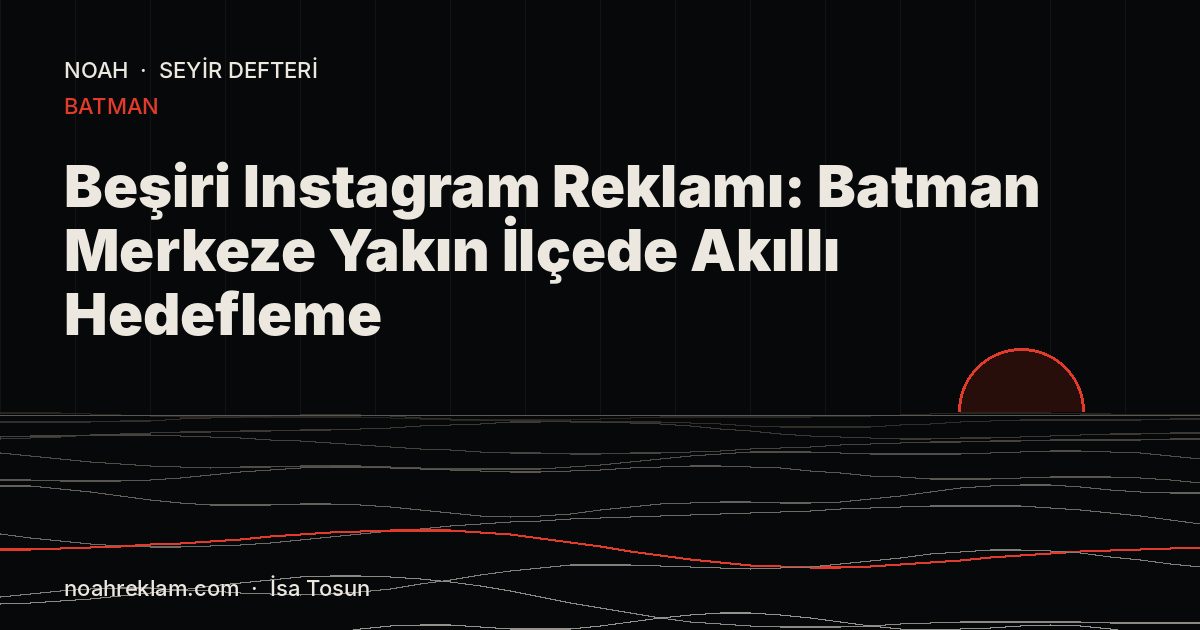 NOAH · SEYİR DEFTERİ
BATMAN
Beşiri Instagram Reklamı: Batman
Merkeze Yakın İlçede Akıllı
Hedefleme
noahreklam.com · İsa Tosun